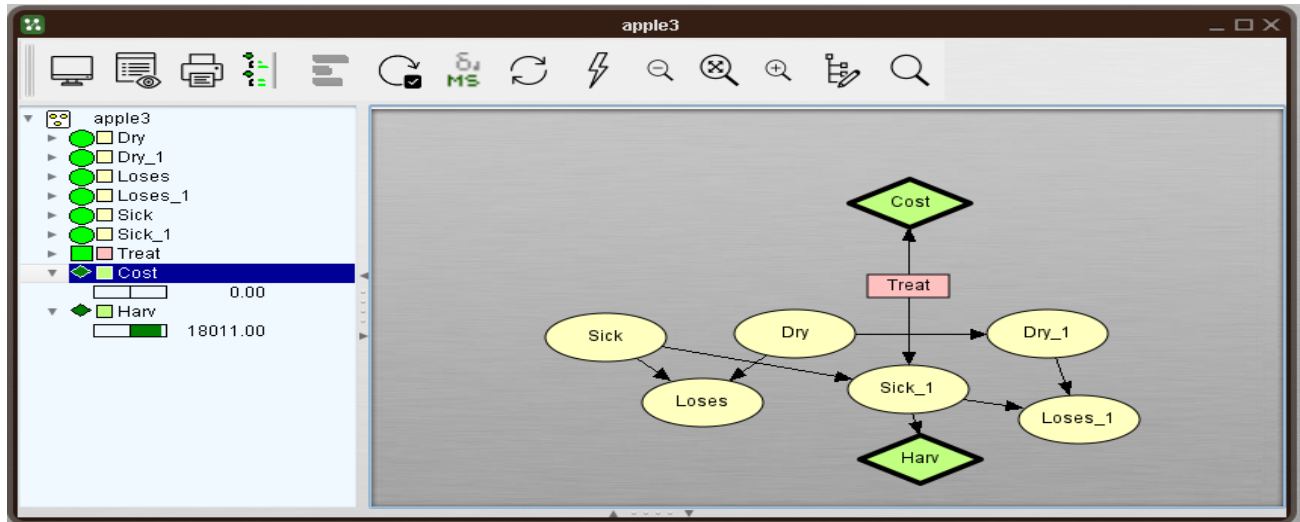 apple3
δ
MS
apple3
Dry
Dry_1
Loses
Loses_1
Sick
Sick_1
Treat
Cost
0.00
Harv
18011.00
Cost
Treat
Sick
Dry
Dry_1
Sick_1
Loses
Loses_1
Harv